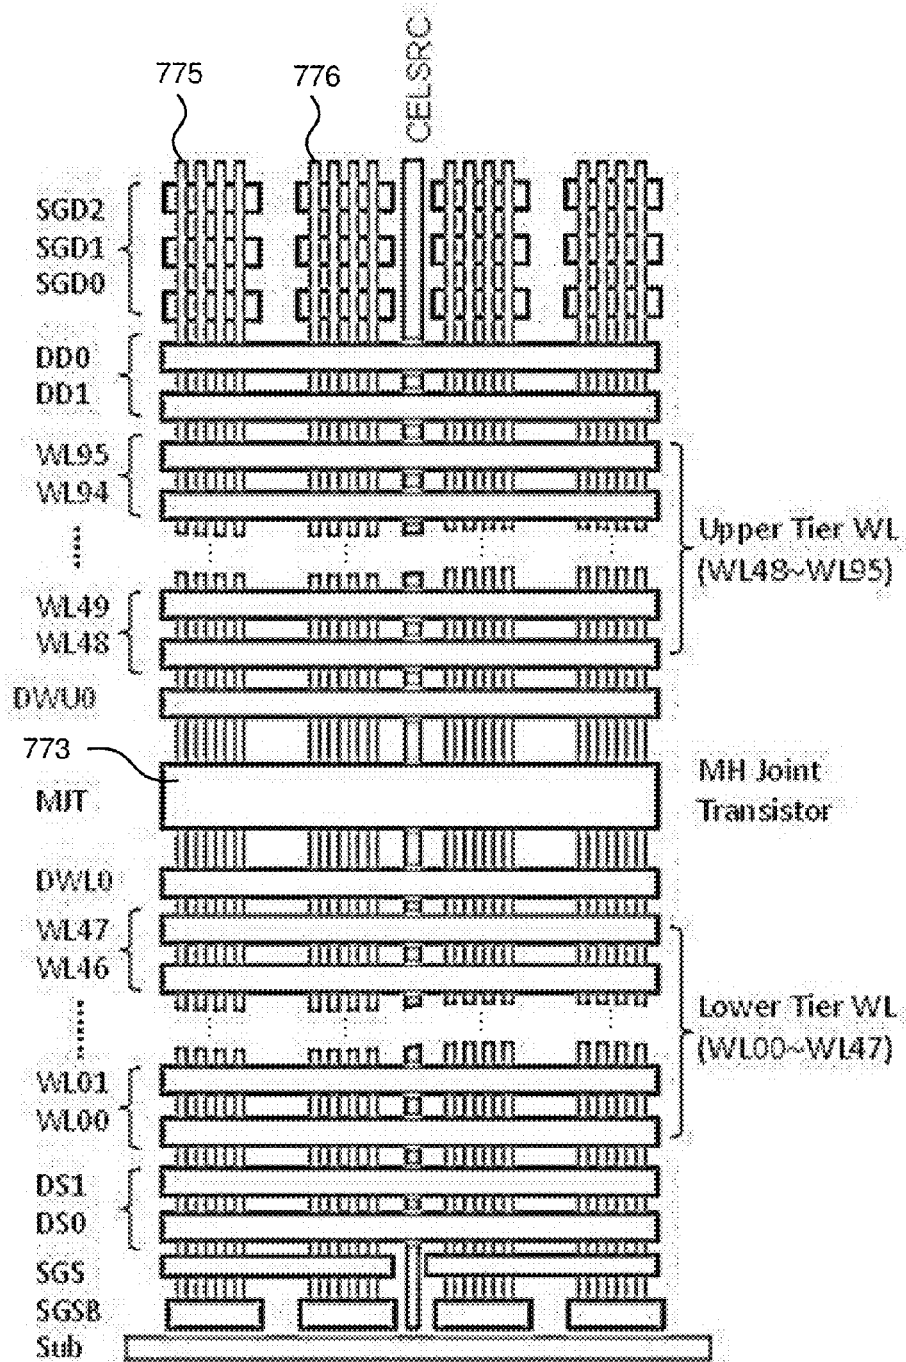 CELSRC
775
776
SGD2
SGD1
SGD0
DD0
DD1
WL95
WL94
Upper Tier WL
(WL48~WL95)
WL49
WL48
DWU0
773
MJT
MH Joint
Transistor
DWL0
WL47
WL46
Lower Tier WL
(WL00~WL47)
WL01
WL00
DS1
DS0
SGS
SGSB
Sub